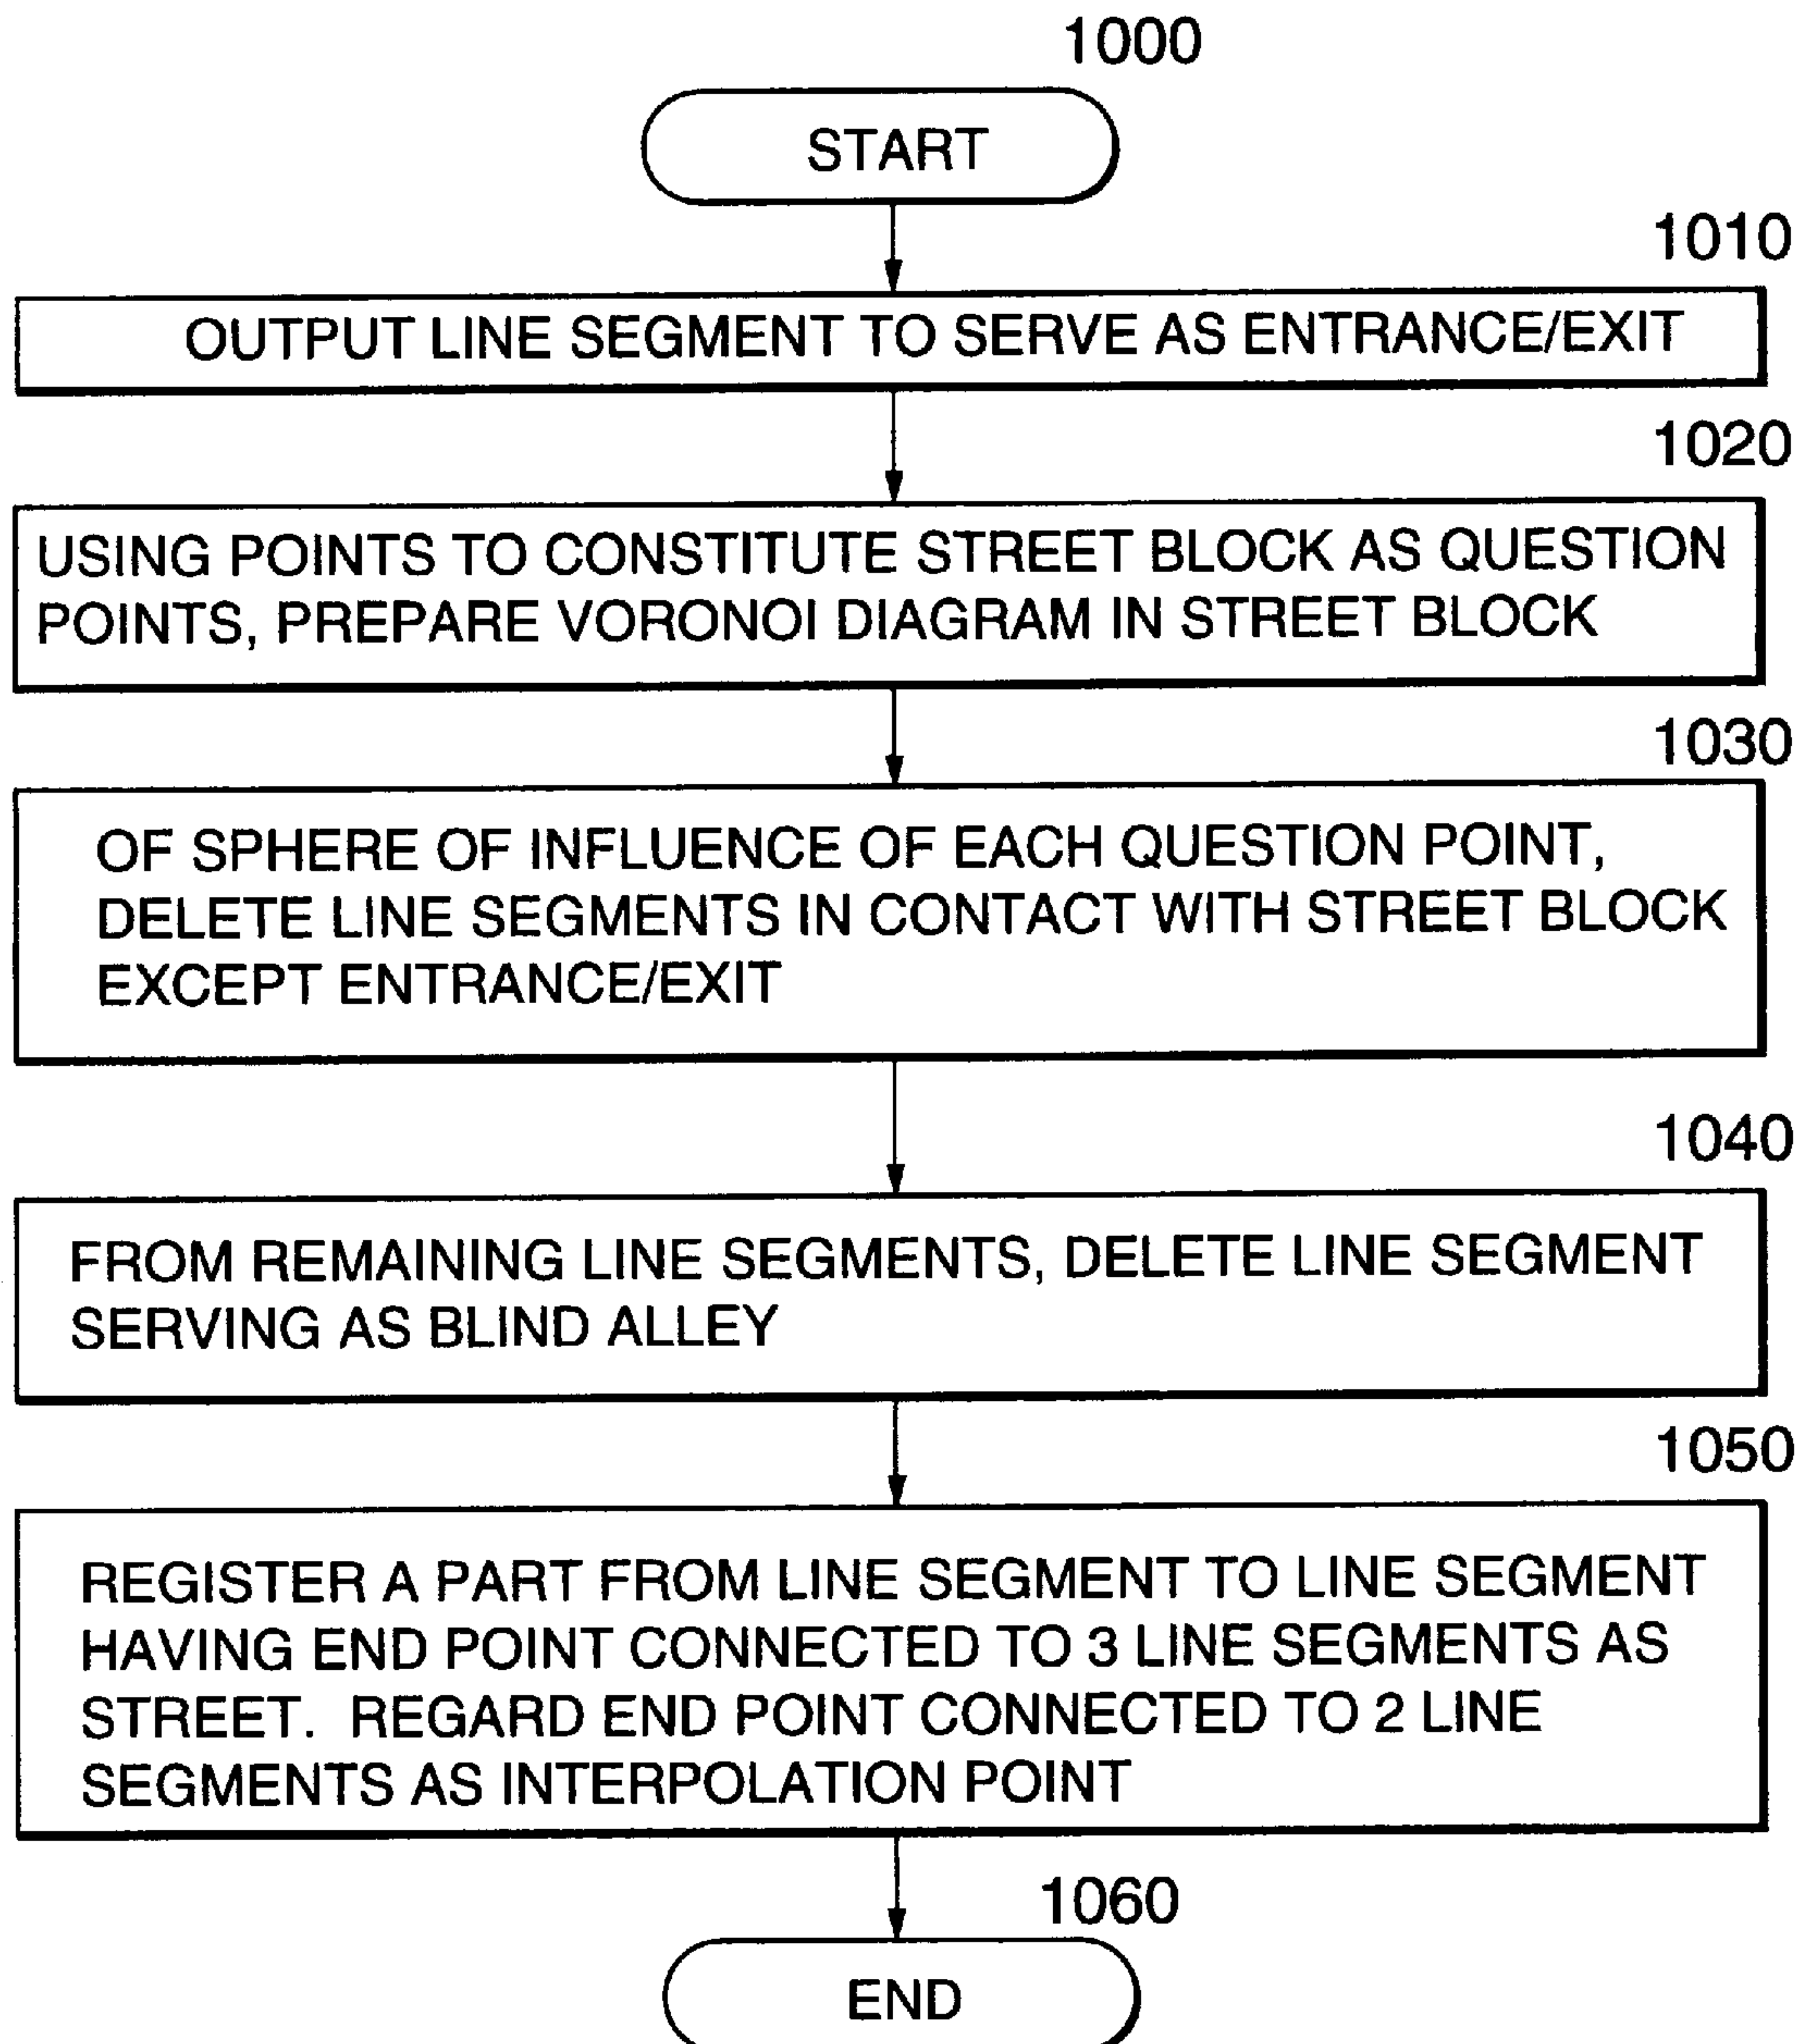 1000
START
1010
OUTPUT LINE SEGMENT TO SERVE AS ENTRANCE/EXIT
1020
USING POINTS TO CONSTITUTE STREET BLOCK AS QUESTION
POINTS, PREPARE VORONOI DIAGRAM IN STREET BLOCK
1030
OF SPHERE OF INFLUENCE OF EACH QUESTION POINT,
DELETE LINE SEGMENTS IN CONTACT WITH STREET BLOCK
EXCEPT ENTRANCE/EXIT
1040
FROM REMAINING LINE SEGMENTS, DELETE LINE SEGMENT
SERVING AS BLIND ALLEY
1050
REGISTER A PART FROM LINE SEGMENT TO LINE SEGMENT
HAVING END POINT CONNECTED TO 3 LINE SEGMENTS AS
STREET. REGARD END POINT CONNECTED TO 2 LINE
SEGMENTS AS INTERPOLATION POINT
1060
END